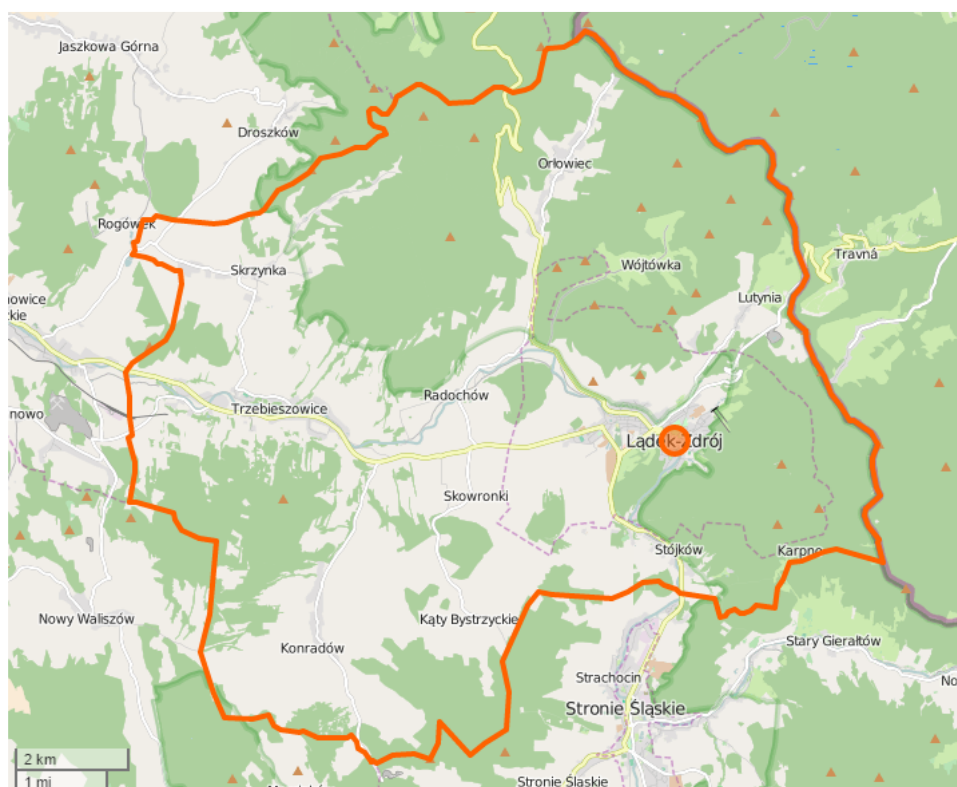 Jaszkowa Górna
Droszków
Orłowiec
Rogówek
Travná
Skrzynka
Wójtówka
Lutynia
Radochów
Trzebieszowice
Lądek-Zdrój
Skowronki
Stójków
Karpno
Nowy Waliszów
Kąty Bystrzyckie
Stary Gierałtów
Konradów
Strachocin
Stronie Śląskie
2 km
1 mi
Stronie Śląskie